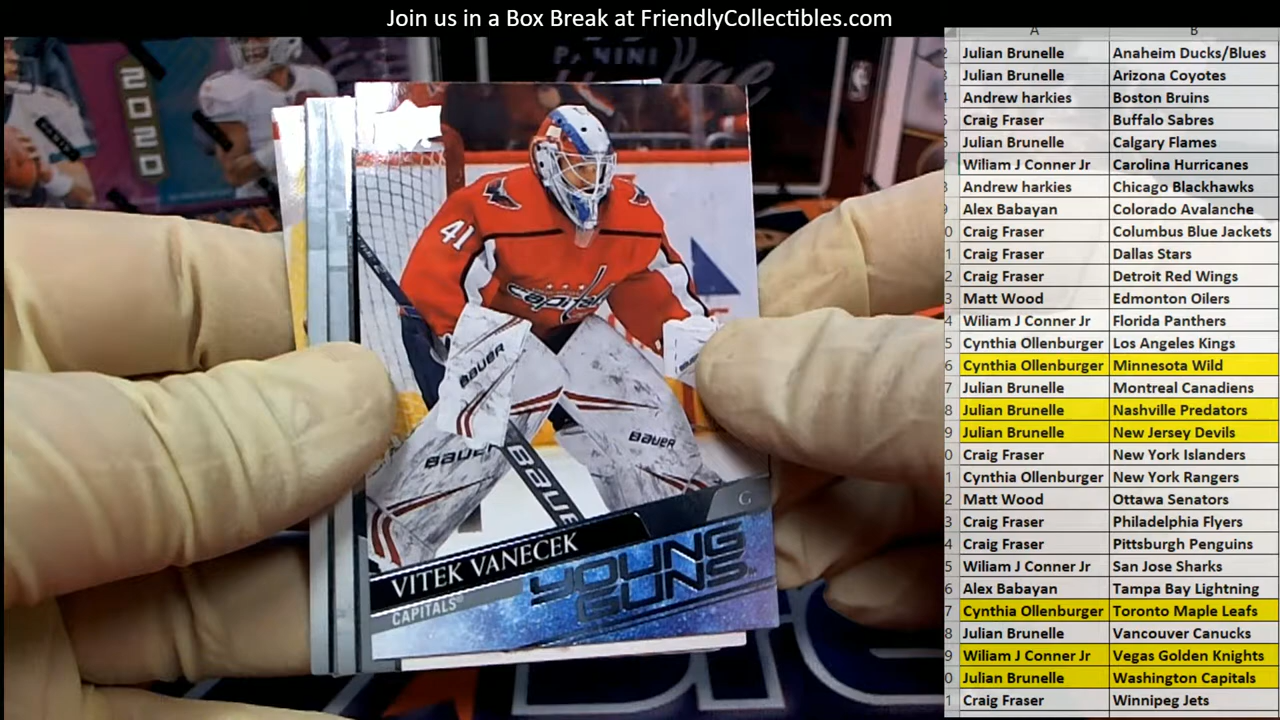 Join us in a Box Break at FriendlyCollectibles.com
PANINI
2020
41
capitals
BAUER
BAUER
BAUER
G
VITEK VANECEK
CAPITALS
YOUNG
GUNS
A B
Julian Brunelle Anaheim Ducks/Blues
Julian Brunelle Arizona Coyotes
Andrew harkies Boston Bruins
Craig Fraser Buffalo Sabres
Julian Brunelle Calgary Flames
Wiliam J Conner Jr Carolina Hurricanes
Andrew harkies Chicago Blackhawks
Alex Babayan Colorado Avalanche
Craig Fraser Columbus Blue Jackets
Craig Fraser Dallas Stars
Craig Fraser Detroit Red Wings
Matt Wood Edmonton Oilers
Wiliam J Conner Jr Florida Panthers
Cynthia Ollenburger Los Angeles Kings
Cynthia Ollenburger Minnesota Wild
Julian Brunelle Montreal Canadiens
Julian Brunelle Nashville Predators
Julian Brunelle New Jersey Devils
Craig Fraser New York Islanders
Cynthia Ollenburger New York Rangers
Matt Wood Ottawa Senators
Craig Fraser Philadelphia Flyers
Craig Fraser Pittsburgh Penguins
Wiliam J Conner Jr San Jose Sharks
Alex Babayan Tampa Bay Lightning
Cynthia Ollenburger Toronto Maple Leafs
Julian Brunelle Vancouver Canucks
Wiliam J Conner Jr Vegas Golden Knights
Julian Brunelle Washington Capitals
Craig Fraser Winnipeg Jets